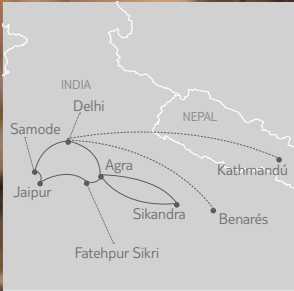 INDIA
Delhi
NEPAL
Samode
Agra
Kathmandú
Jaipur
Sikandra
Benarés
Fatehpur Sikri